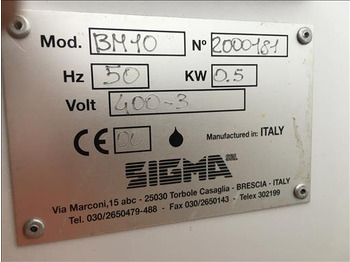 Mod. BM10 N° 2000181
Hz 50 KW 0.5
Volt 400-3
CE 00 Manufactured in: ITALY
SIGMA SRL
Via Marconi,15 abc - 25030 Torbole Casaglia - BRESCIA - ITALY
Tel. 030/2650479-488 - Fax 030/2650143 - Telex 302199